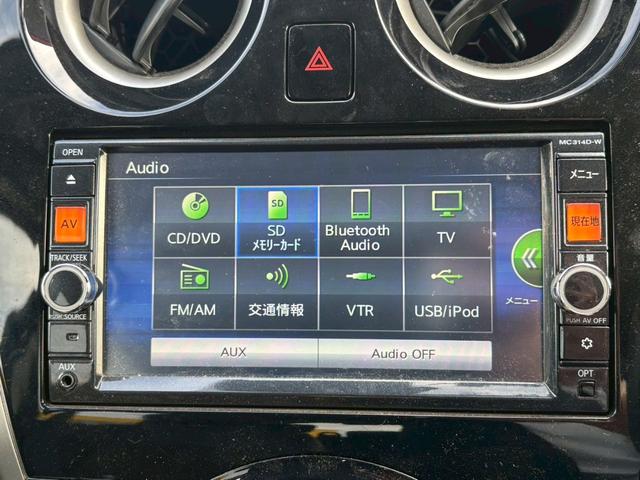 MC314D-W
OPEN
メニュー
AV
現在地
TRACK/SEEK
音量
PUSH:SOURCE
PUSH AV OFF
AUX
OPT
Audio
CD/DVD
SD
メモリーカード
Bluetooth
Audio
TV
FM/AM
交通情報
VTR
USB/iPod
メニュー
AUX
Audio OFF
SD